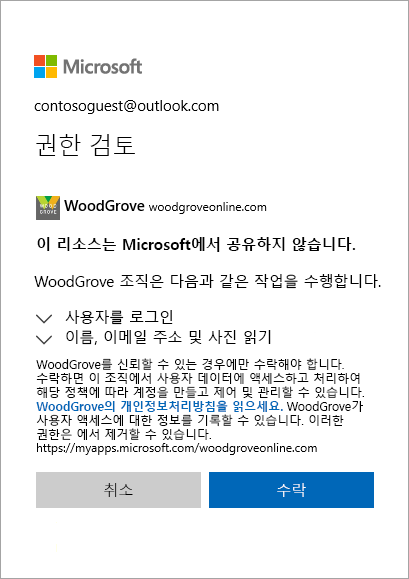 Microsoft
contosoguest@outlook.com
권한 검토
WOOD
GROVE
WoodGrove woodgroveonline.com
이 리소스는 Microsoft에서 공유하지 않습니다.
WoodGrove 조직은 다음과 같은 작업을 수행합니다.
사용자를 로그인
이름, 이메일 주소 및 사진 읽기
WoodGrove를 신뢰할 수 있는 경우에만 수락해야 합니다.
수락하면 이 조직에서 사용자 데이터에 액세스하고 처리하여
해당 정책에 따라 계정을 만들고 제어 및 관리할 수 있습니다.
WoodGrove의 개인정보처리방침을 읽으세요. WoodGrove가
사용자 액세스에 대한 정보를 기록할 수 있습니다. 이러한
권한은 에서 제거할 수 있습니다.
https://myapps.microsoft.com/woodgroveonline.com
취소
수락